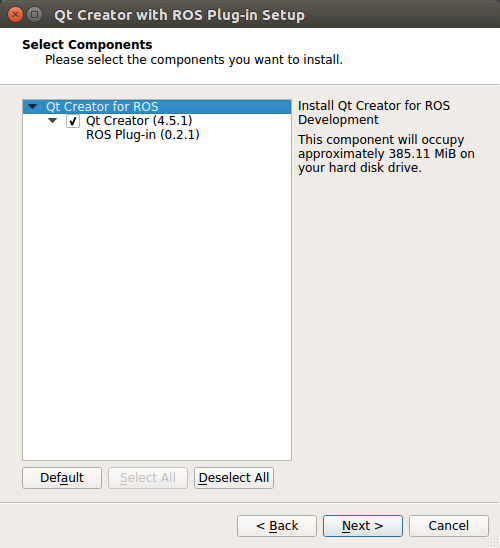 Qt Creator with ROS Plug-in Setup
Select Components
Please select the components you want to install.
Qt Creator for ROS
Qt Creator (4.5.1)
ROS Plug-in (0.2.1)
Install Qt Creator for ROS
Development
This component will occupy
approximately 385.11 MiB on
your hard disk drive.
Default
Select All
Deselect All
< Back
Next >
Cancel